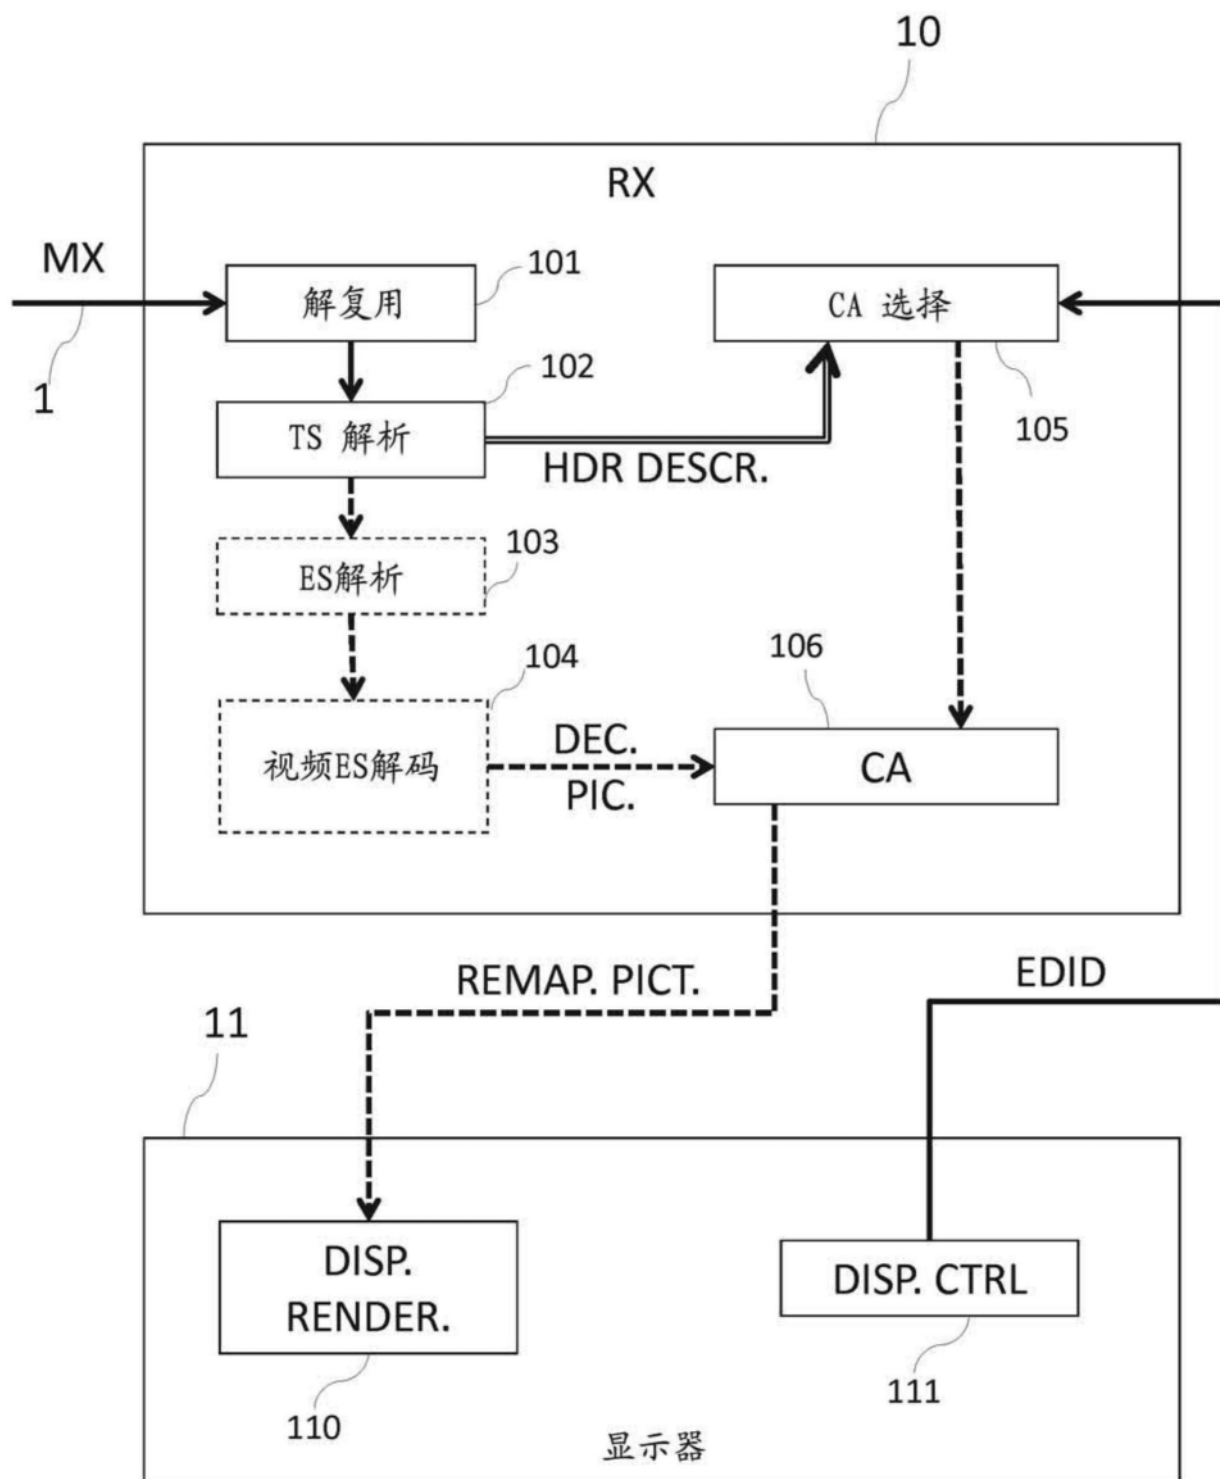 10
RX
MX
101
解复用
CA 选择
1
102
TS 解析
105
HDR DESCR.
103
ES解析
104
106
视频ES解码
DEC.
PIC.
CA
REMAP. PICT.
EDID
11
DISP.
RENDER.
DISP. CTRL
110
111
显示器